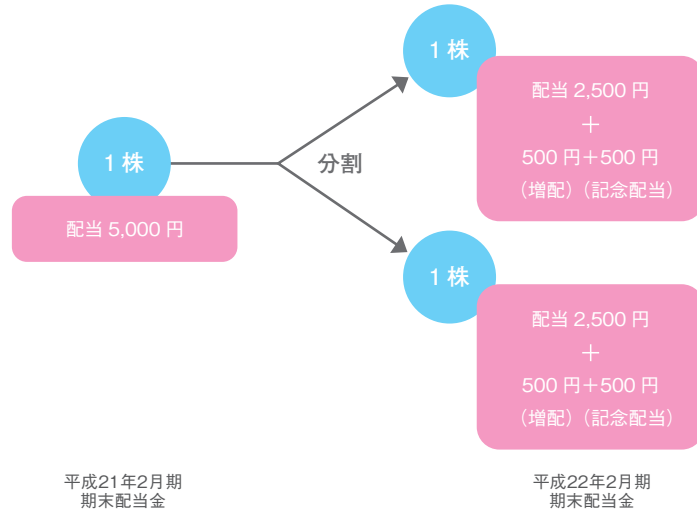 1 株
配当 5,000 円
分割
1 株
配当 2,500 円
＋
500 円＋500 円
（増配）（記念配当）
1 株
配当 2,500 円
＋
500 円＋500 円
（増配）（記念配当）
平成21年2月期
期末配当金
平成22年2月期
期末配当金